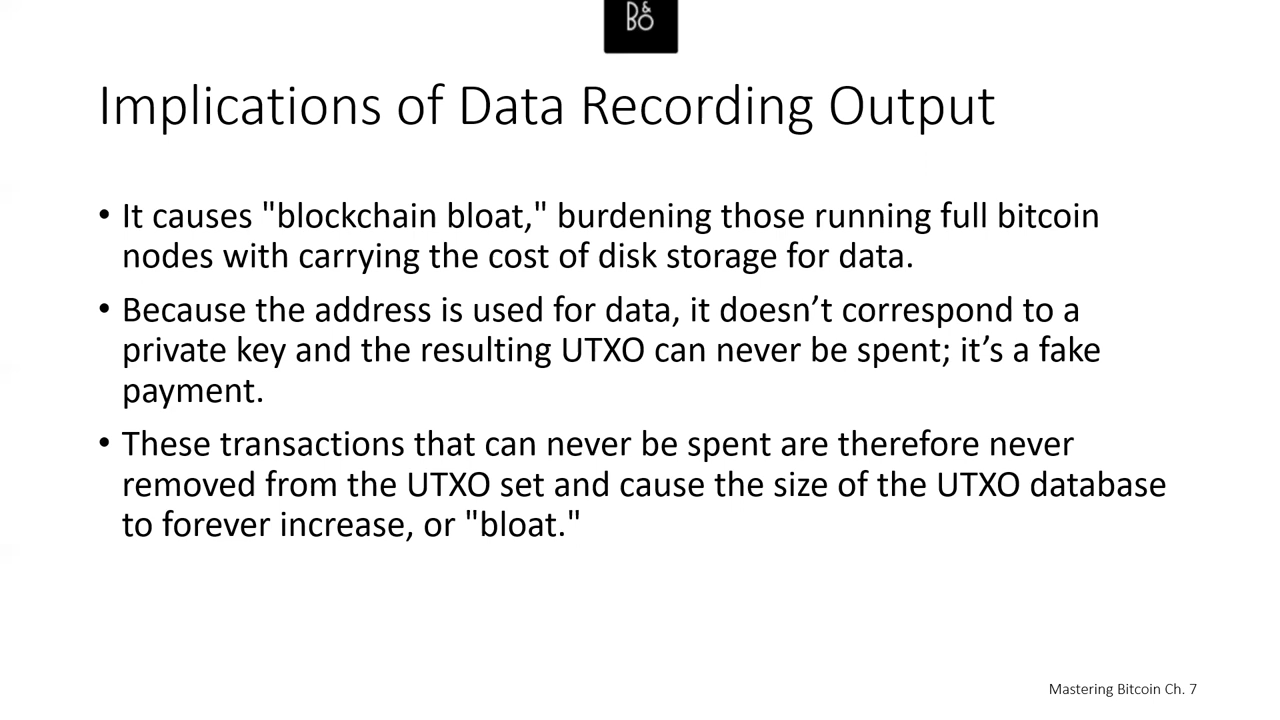 B&O
Implications of Data Recording Output
• It causes "blockchain bloat," burdening those running full bitcoin
nodes with carrying the cost of disk storage for data.
• Because the address is used for data, it doesn’t correspond to a
private key and the resulting UTXO can never be spent; it’s a fake
payment.
• These transactions that can never be spent are therefore never
removed from the UTXO set and cause the size of the UTXO database
to forever increase, or "bloat."
Mastering Bitcoin Ch. 7